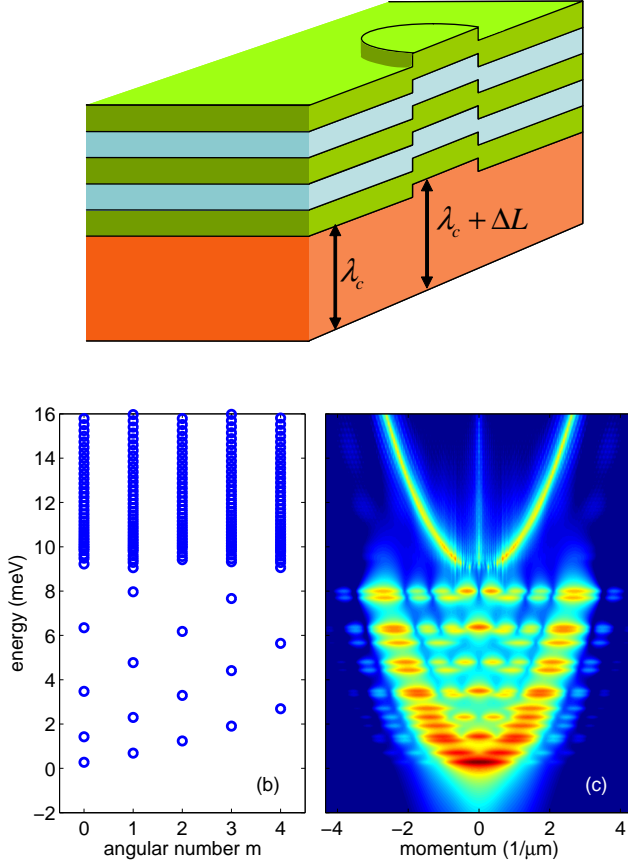 λc + ΔL
λc
16
14
12
10
8
6
4
2
0
−2
energy (meV)
0 1 2 3 4
angular number m
(b)
−4 −2 0 2 4
momentum (1/μm)
(c)